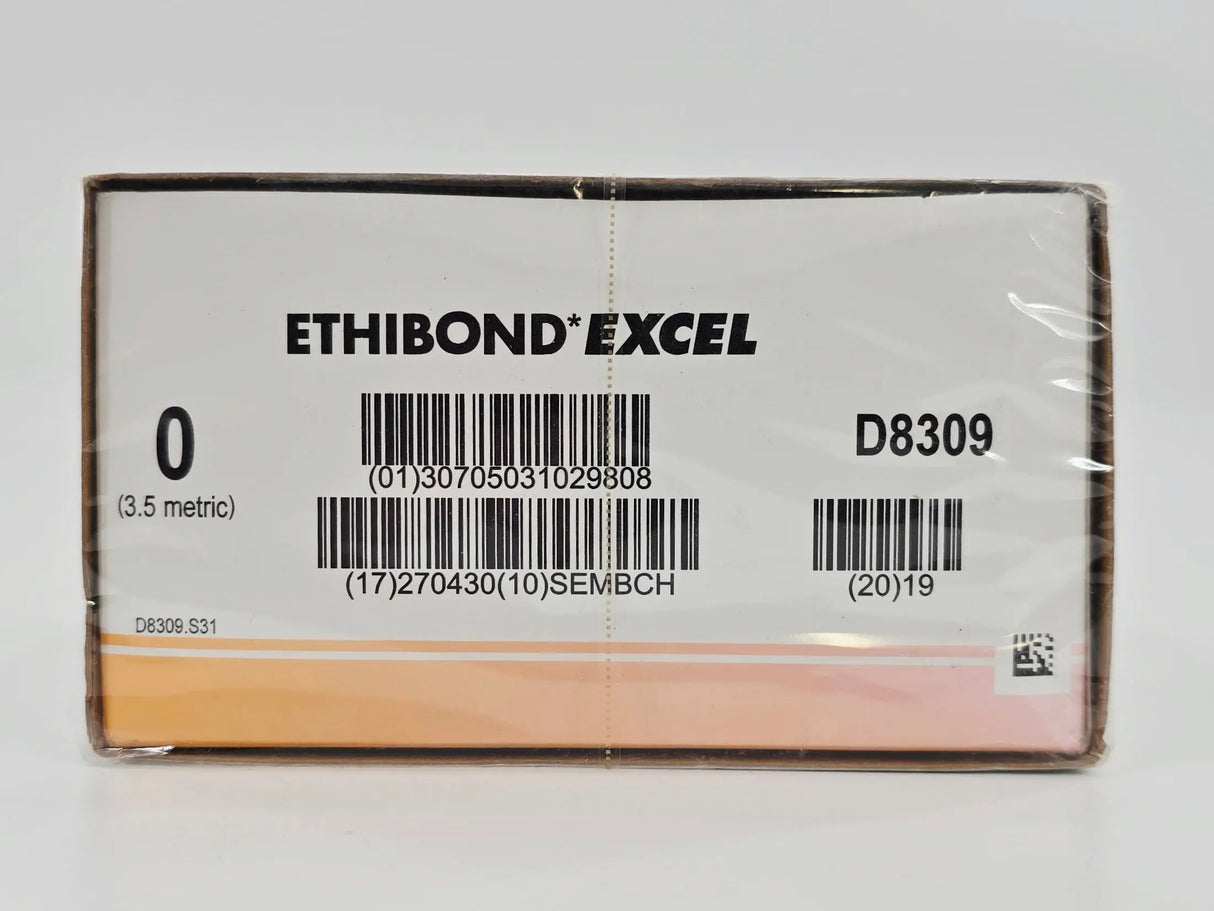 ETHIBOND*EXCEL
0
(3.5 metric)
(01)30705031029808
D8309
(17)270430(10)SEMBCH
(20)19
D8309.S31